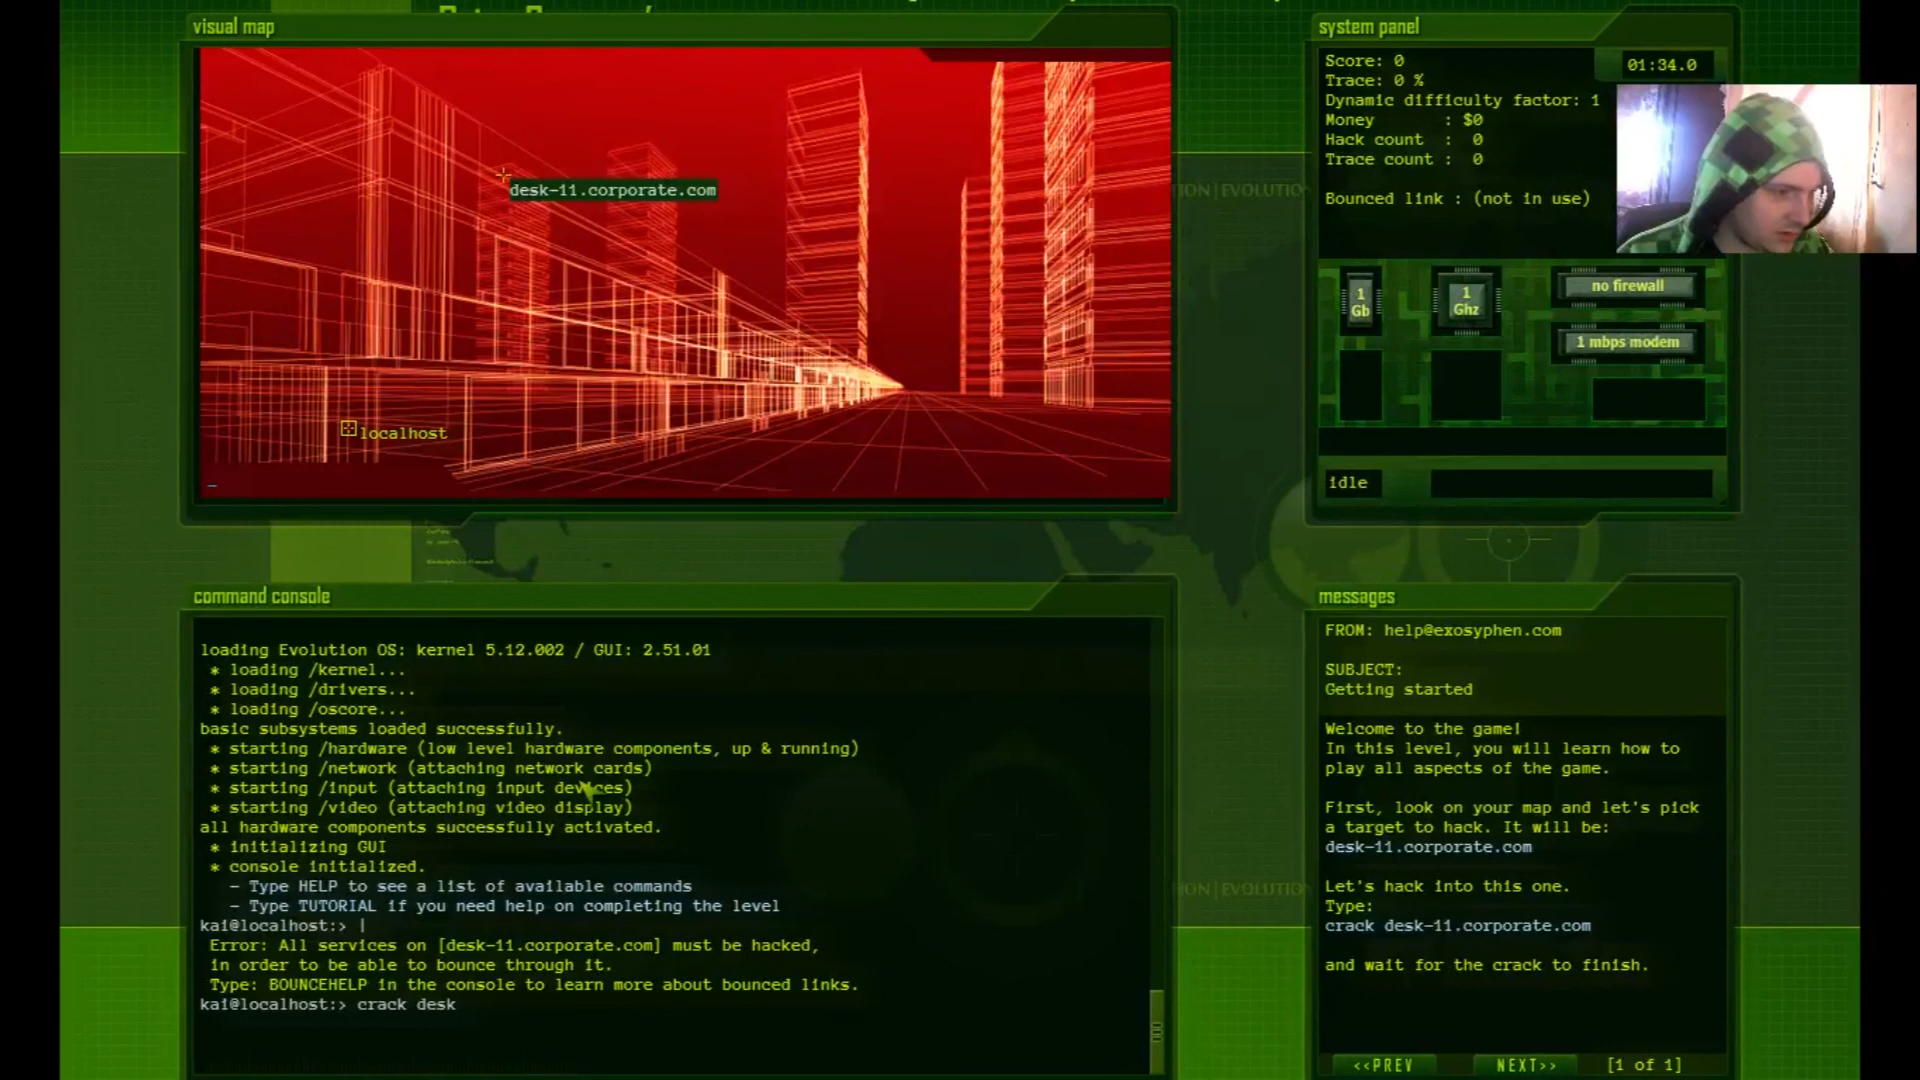 visual map
desk-11.corporate.com
localhost
system panel
Score: 0
01:34.0
Trace: 0 %
Dynamic difficulty factor: 1
Money : $0
Hack count : 0
Trace count : 0
Bounced link : (not in use)
1 Gb
1 Ghz
no firewall
1 mbps modem
idle
command console
loading Evolution OS: kernel 5.12.002 / GUI: 2.51.01
* loading /kernel...
* loading /drivers...
* loading /oscore...
basic subsystems loaded successfully.
* starting /hardware (low level hardware components, up & running)
* starting /network (attaching network cards)
* starting /input (attaching input devices)
* starting /video (attaching video display)
all hardware components successfully activated.
* initializing GUI
* console initialized.
- Type HELP to see a list of available commands
- Type TUTORIAL if you need help on completing the level
kai@localhost:> |
Error: All services on [desk-11.corporate.com] must be hacked,
in order to be able to bounce through it.
Type: BOUNCEHELP in the console to learn more about bounced links.
kai@localhost:> crack desk
messages
FROM: help@exosyphen.com
SUBJECT:
Getting started
Welcome to the game!
In this level, you will learn how to
play all aspects of the game.
First, look on your map and let's pick
a target to hack. It will be:
desk-11.corporate.com
Let's hack into this one.
Type:
crack desk-11.corporate.com
and wait for the crack to finish.
<<PREV NEXT>> [1 of 1]